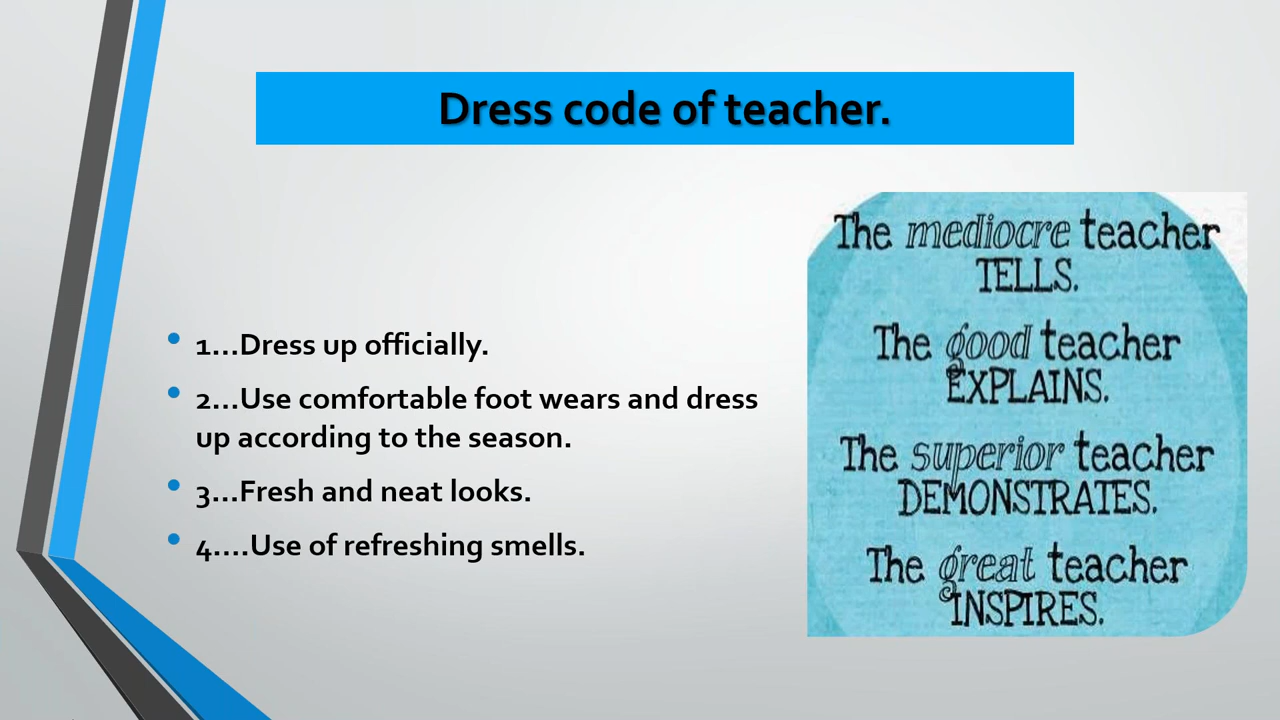 Dress code of teacher.
1...Dress up officially.
2...Use comfortable foot wears and dress
up according to the season.
3...Fresh and neat looks.
4....Use of refreshing smells.
The mediocre teacher
TELLS.
The good teacher
EXPLAINS.
The superior teacher
DEMONSTRATES.
The great teacher
INSPIRES.